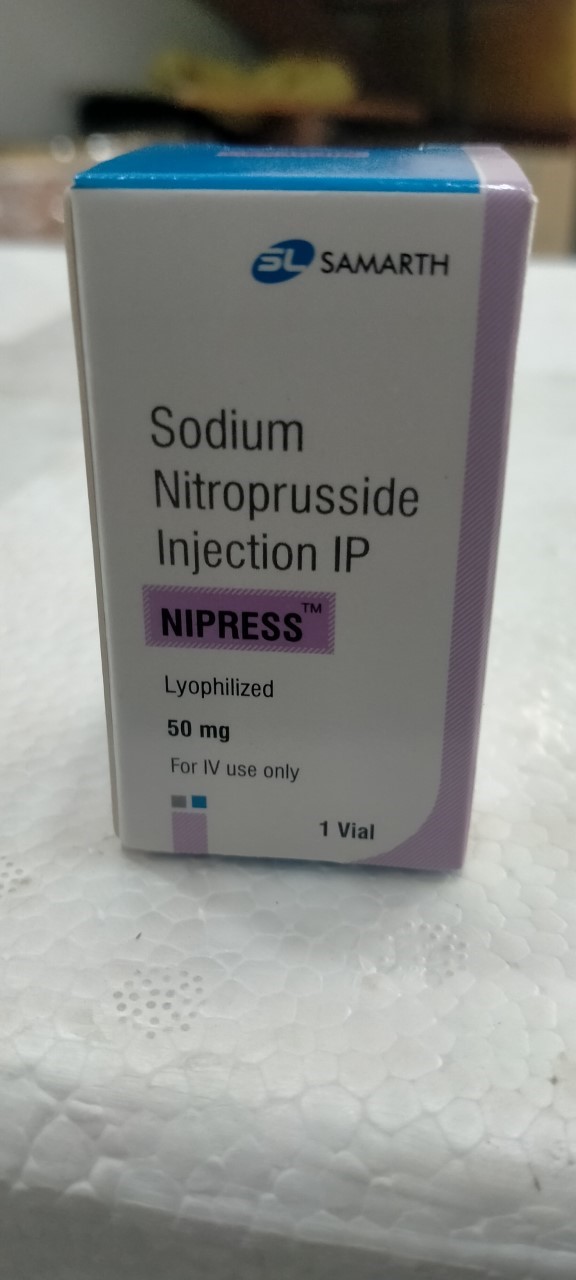 SL SAMARTH
Sodium
Nitroprusside
Injection IP
NIPRESS™
Lyophilized
50 mg
For IV use only
1 Vial